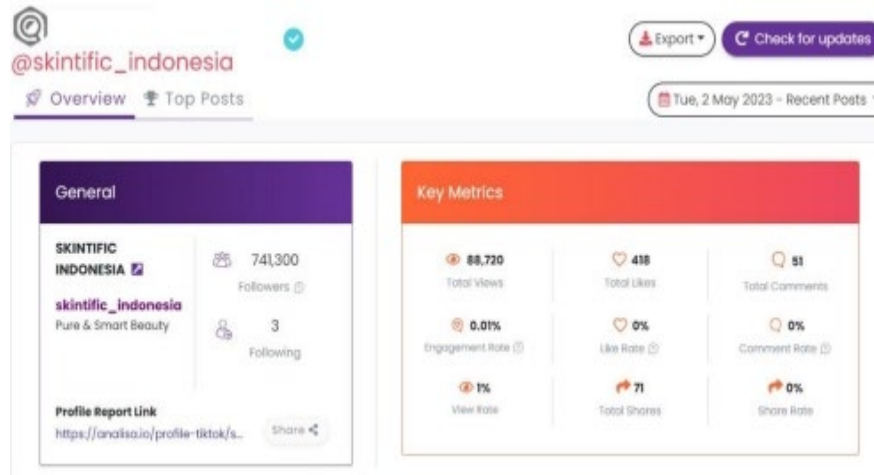 @skintific_indonesia
Export
Check for updates
Overview
Top Posts
Tue, 2 May 2023 - Recent Posts
General
SKINTIFIC
INDONESIA
skintific_indonesia
Pure & Smart Beauty
741,300
Followers
3
Following
Profile Report Link
https://analisa.io/profile-tiktok/s...
Share
Key Metrics
88,720
Total Views
418
Total Likes
51
Total Comments
0.01%
Engagement Rate
0%
Like Rate
0%
Comment Rate
1%
View Rate
71
Total Shares
0%
Share Rate